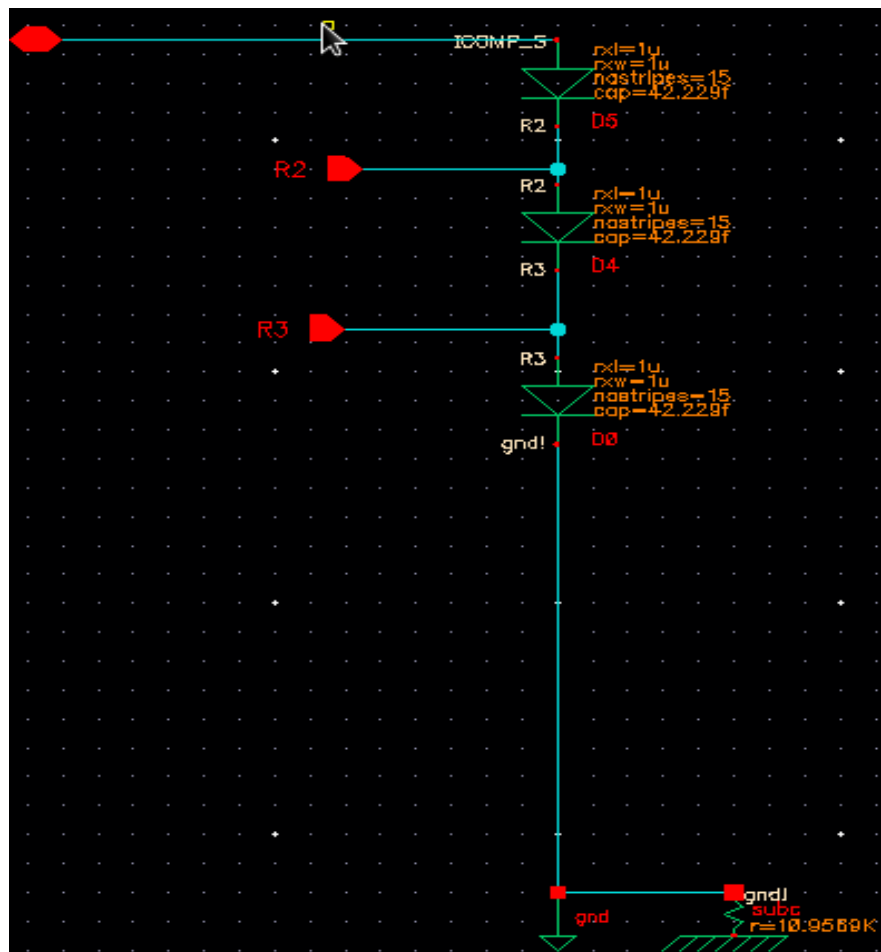 ICOMP_S
rxl=1u
rxw=1u
nastripes=15
cap=42.229f
R2
D5
R2
R2
rxl=1u
rxw=1u
nastripes=15
cap=42.229f
R3
D4
R3
R3
rxl=1u
rxw=1u
nastripes=15
cap=42.229f
gnd!
D0
gnd!
subc
gnd
r=10.9569K